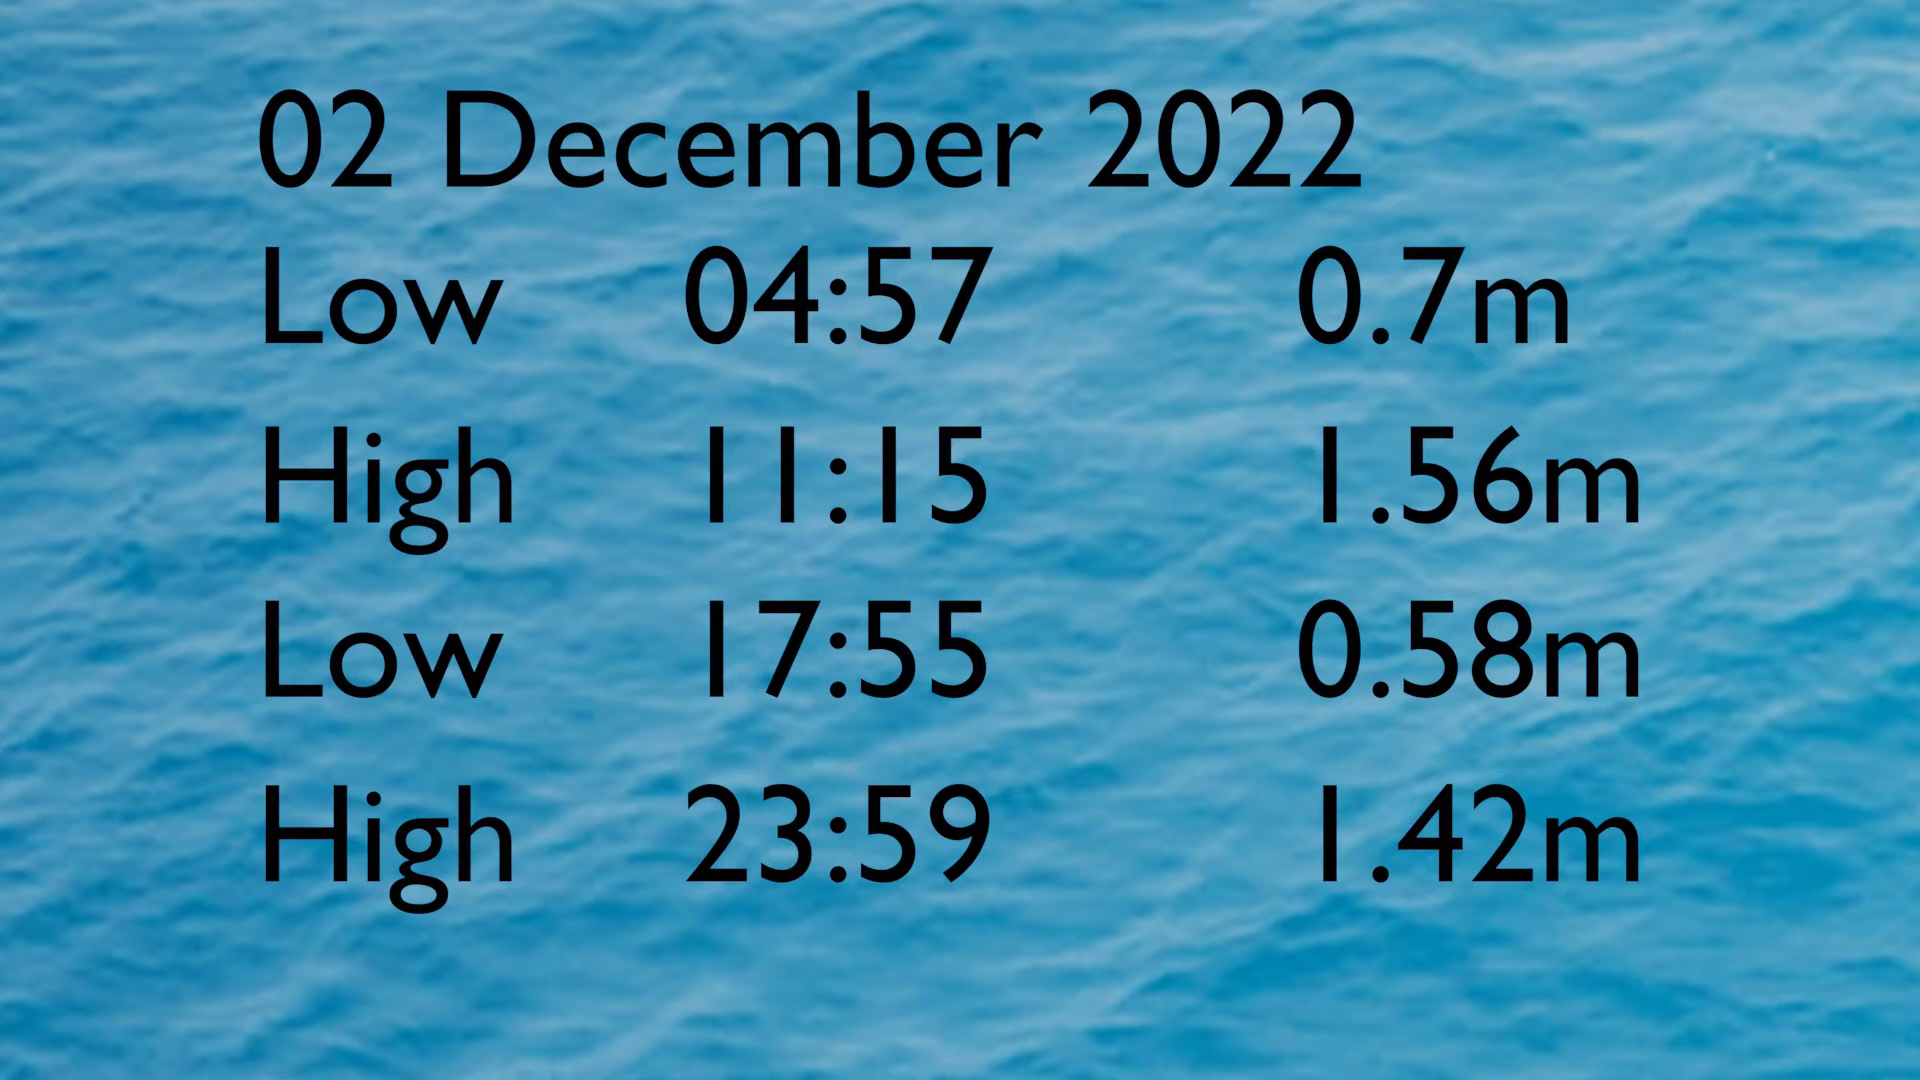 02 December 2022
Low 04:57 0.7m
High 11:15 1.56m
Low 17:55 0.58m
High 23:59 1.42m